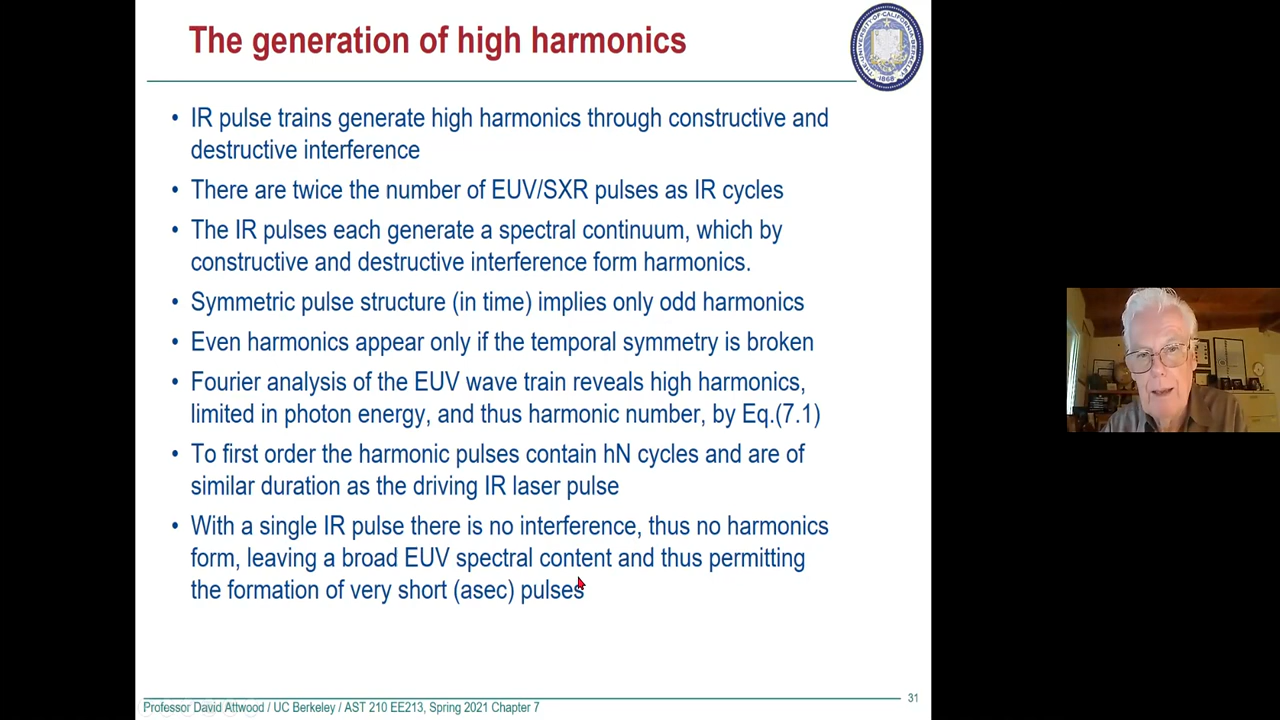 The generation of high harmonics
• IR pulse trains generate high harmonics through constructive and
destructive interference
• There are twice the number of EUV/SXR pulses as IR cycles
• The IR pulses each generate a spectral continuum, which by
constructive and destructive interference form harmonics.
• Symmetric pulse structure (in time) implies only odd harmonics
• Even harmonics appear only if the temporal symmetry is broken
• Fourier analysis of the EUV wave train reveals high harmonics,
limited in photon energy, and thus harmonic number, by Eq.(7.1)
• To first order the harmonic pulses contain hN cycles and are of
similar duration as the driving IR laser pulse
• With a single IR pulse there is no interference, thus no harmonics
form, leaving a broad EUV spectral content and thus permitting
the formation of very short (asec) pulses
Professor David Attwood / UC Berkeley / AST 210 EE213, Spring 2021 Chapter 7
31